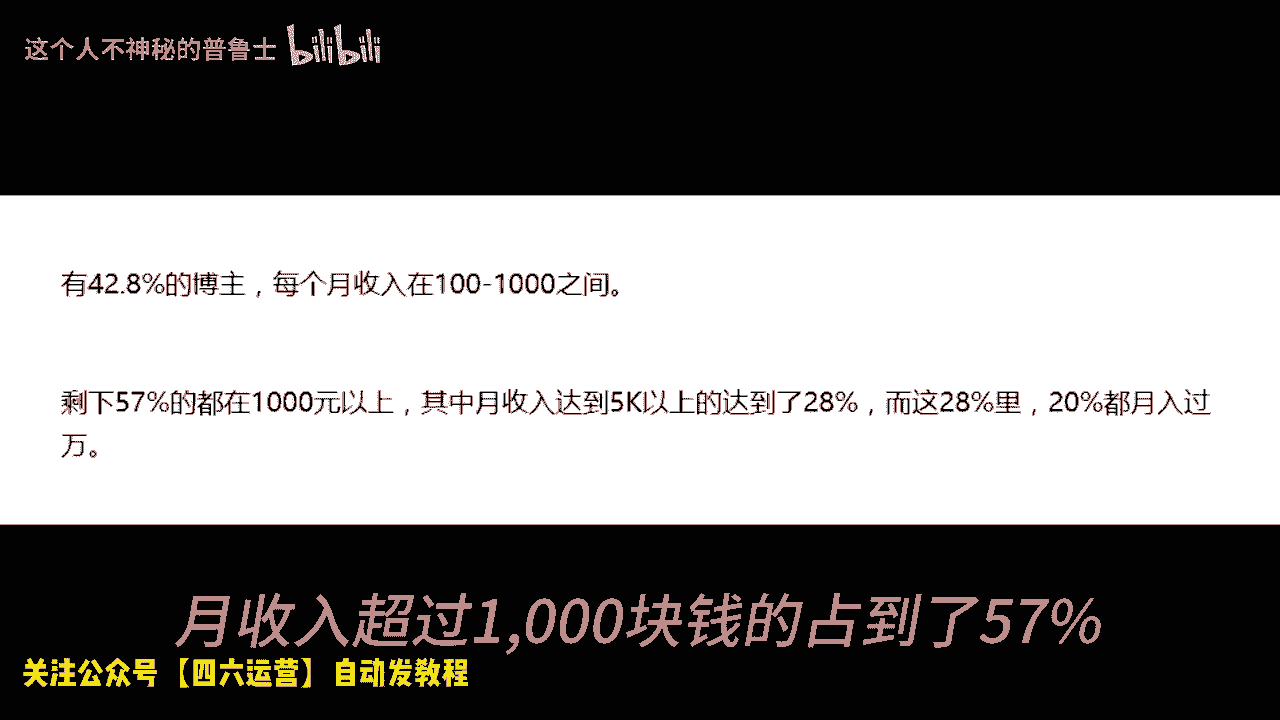 这个人不神秘的普鲁士 bilibili
有42.8%的博主，每个月收入在100-1000之间。
剩下57%的都在1000元以上，其中月收入达到5K以上的达到了28%，而这28%里，20%都月入过
万。
月收入超过1,000块钱的占到了57%
关注公众号【四六运营】自动发教程